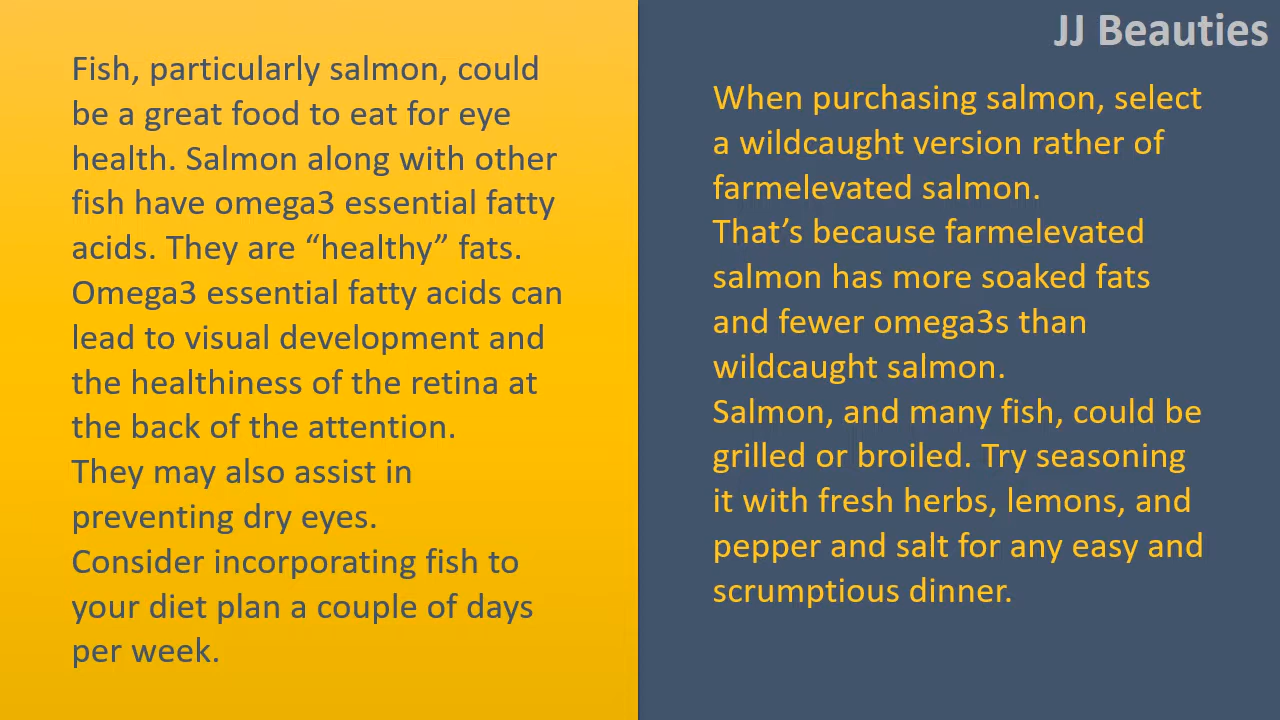 JJ Beauties
Fish, particularly salmon, could
be a great food to eat for eye
health. Salmon along with other
fish have omega3 essential fatty
acids. They are “healthy” fats.
Omega3 essential fatty acids can
lead to visual development and
the healthiness of the retina at
the back of the attention.
They may also assist in
preventing dry eyes.
Consider incorporating fish to
your diet plan a couple of days
per week.
When purchasing salmon, select
a wildcaught version rather of
farmelevated salmon.
That’s because farmelevated
salmon has more soaked fats
and fewer omega3s than
wildcaught salmon.
Salmon, and many fish, could be
grilled or broiled. Try seasoning
it with fresh herbs, lemons, and
pepper and salt for any easy and
scrumptious dinner.